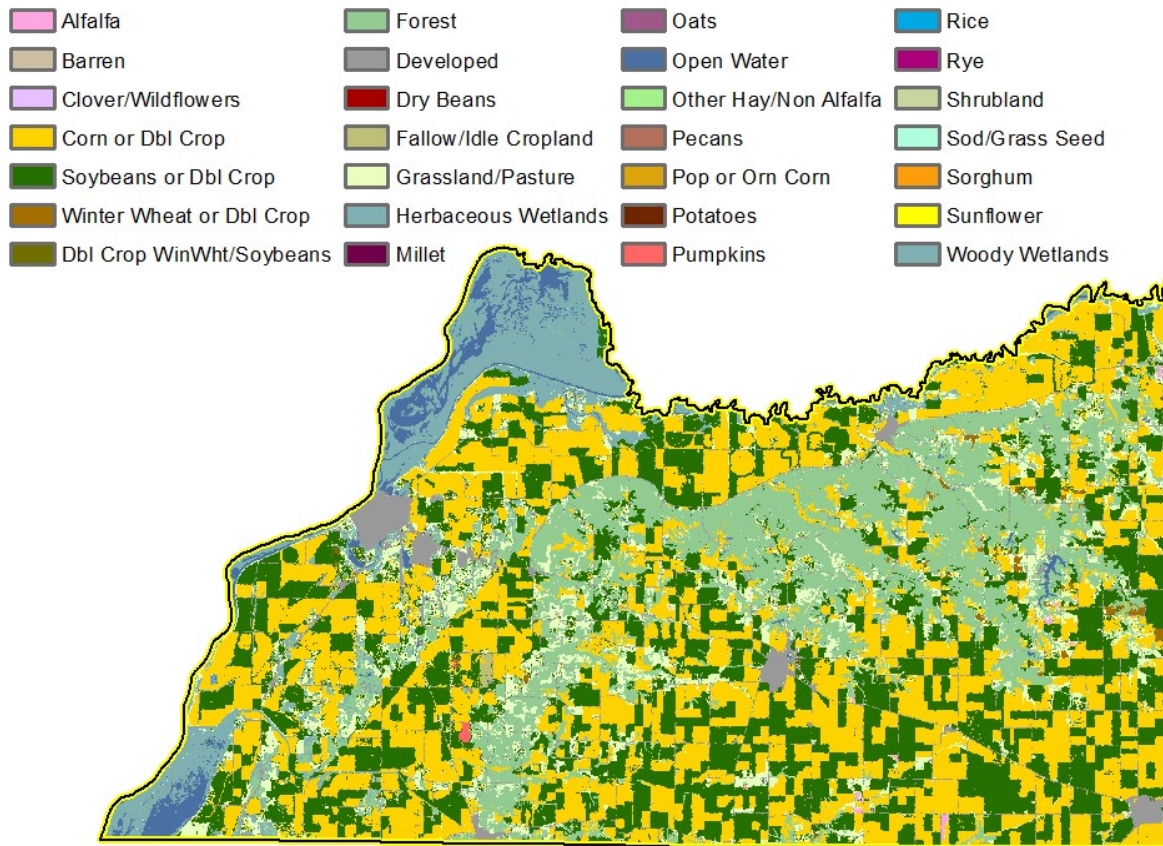 Alfalfa
Barren
Clover/Wildflowers
Corn or Dbl Crop
Soybeans or Dbl Crop
Winter Wheat or Dbl Crop
Dbl Crop WinWht/Soybeans
Forest
Developed
Dry Beans
Fallow/Idle Cropland
Grassland/Pasture
Herbaceous Wetlands
Millet
Oats
Open Water
Other Hay/Non Alfalfa
Pecans
Pop or Orn Corn
Potatoes
Pumpkins
Rice
Rye
Shrubland
Sod/Grass Seed
Sorghum
Sunflower
Woody Wetlands